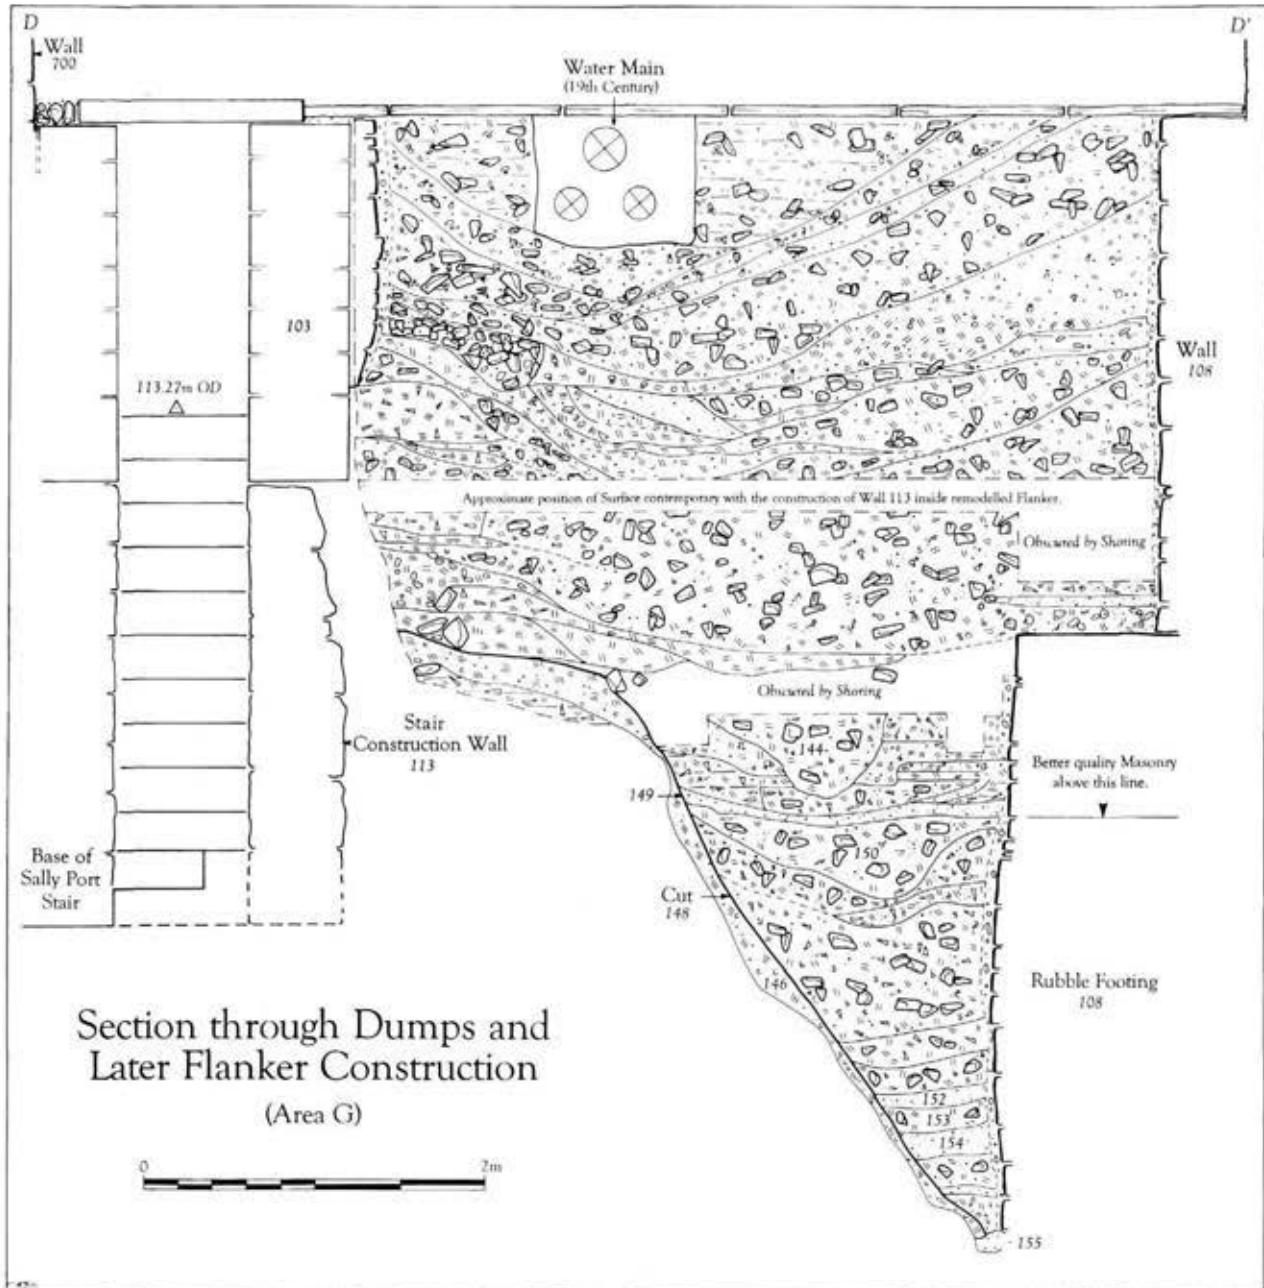 D
D'
Wall
700
Water Main
(19th Century)
103
113.27m OD
Wall
108
Approximate position of Surface contemporary with the construction of Wall 113 inside remodelled Flanker.
Obscured by Shoring
Obscured by Shoring
Stair
Construction Wall
113
144
149
Better quality Masonry
above this line.
150
Base of
Sally Port
Stair
Cut
148
146
Rubble Footing
108
Section through Dumps and
Later Flanker Construction
(Area G)
152
153
154
0
2m
155